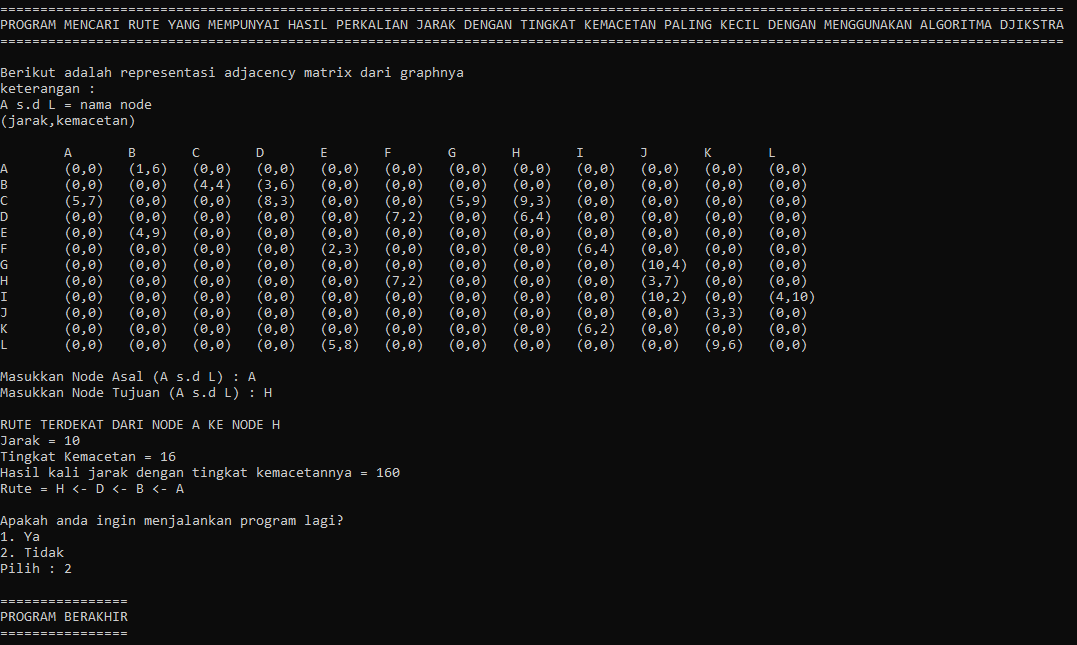 =====================================================================================================================================
PROGRAM MENCARI RUTE YANG MEMPUNYAI HASIL PERKALIAN JARAK DENGAN TINGKAT KEMACETAN PALING KECIL DENGAN MENGGUNAKAN ALGORITMA DJIKSTRA
=====================================================================================================================================
Berikut adalah representasi adjacency matrix dari graphnya
keterangan :
A s.d L = nama node
(jarak,kemacetan)
        A       B       C       D       E       F       G       H       I       J       K       L
A       (0,0)   (1,6)   (0,0)   (0,0)   (0,0)   (0,0)   (0,0)   (0,0)   (0,0)   (0,0)   (0,0)   (0,0)
B       (0,0)   (0,0)   (4,4)   (3,6)   (0,0)   (0,0)   (0,0)   (0,0)   (0,0)   (0,0)   (0,0)   (0,0)
C       (5,7)   (0,0)   (0,0)   (8,3)   (0,0)   (0,0)   (5,9)   (9,3)   (0,0)   (0,0)   (0,0)   (0,0)
D       (0,0)   (0,0)   (0,0)   (0,0)   (0,0)   (7,2)   (0,0)   (6,4)   (0,0)   (0,0)   (0,0)   (0,0)
E       (0,0)   (4,9)   (0,0)   (0,0)   (0,0)   (0,0)   (0,0)   (0,0)   (0,0)   (0,0)   (0,0)   (0,0)
F       (0,0)   (0,0)   (0,0)   (0,0)   (2,3)   (0,0)   (0,0)   (0,0)   (6,4)   (0,0)   (0,0)   (0,0)
G       (0,0)   (0,0)   (0,0)   (0,0)   (0,0)   (0,0)   (0,0)   (0,0)   (0,0)   (10,4)  (0,0)   (0,0)
H       (0,0)   (0,0)   (0,0)   (0,0)   (0,0)   (7,2)   (0,0)   (0,0)   (0,0)   (3,7)   (0,0)   (0,0)
I       (0,0)   (0,0)   (0,0)   (0,0)   (0,0)   (0,0)   (0,0)   (0,0)   (0,0)   (10,2)  (0,0)   (4,10)
J       (0,0)   (0,0)   (0,0)   (0,0)   (0,0)   (0,0)   (0,0)   (0,0)   (0,0)   (0,0)   (3,3)   (0,0)
K       (0,0)   (0,0)   (0,0)   (0,0)   (0,0)   (0,0)   (0,0)   (0,0)   (6,2)   (0,0)   (0,0)   (0,0)
L       (0,0)   (0,0)   (0,0)   (0,0)   (5,8)   (0,0)   (0,0)   (0,0)   (0,0)   (0,0)   (9,6)   (0,0)
Masukkan Node Asal (A s.d L) : A
Masukkan Node Tujuan (A s.d L) : H
RUTE TERDEKAT DARI NODE A KE NODE H
Jarak = 10
Tingkat Kemacetan = 16
Hasil kali jarak dengan tingkat kemacetannya = 160
Rute = H <- D <- B <- A
Apakah anda ingin menjalankan program lagi?
1. Ya
2. Tidak
Pilih : 2
================
PROGRAM BERAKHIR
================